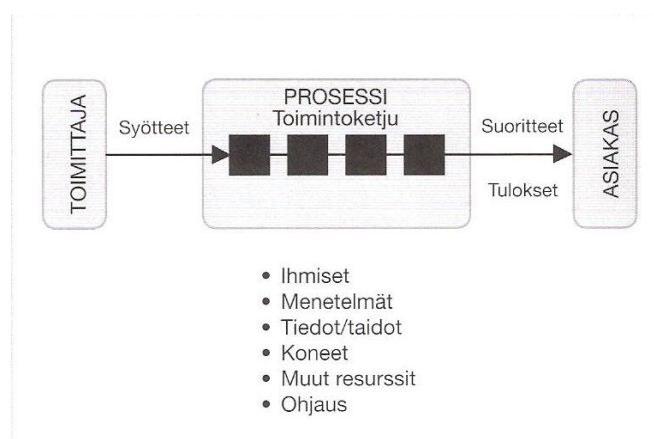 TOIMITTAJA
Syötteet
PROSESSI
Toimintoketju
Suoritteet
Tulokset
ASIAKAS
• Ihmiset
• Menetelmät
• Tiedot/taidot
• Koneet
• Muut resurssit
• Ohjaus